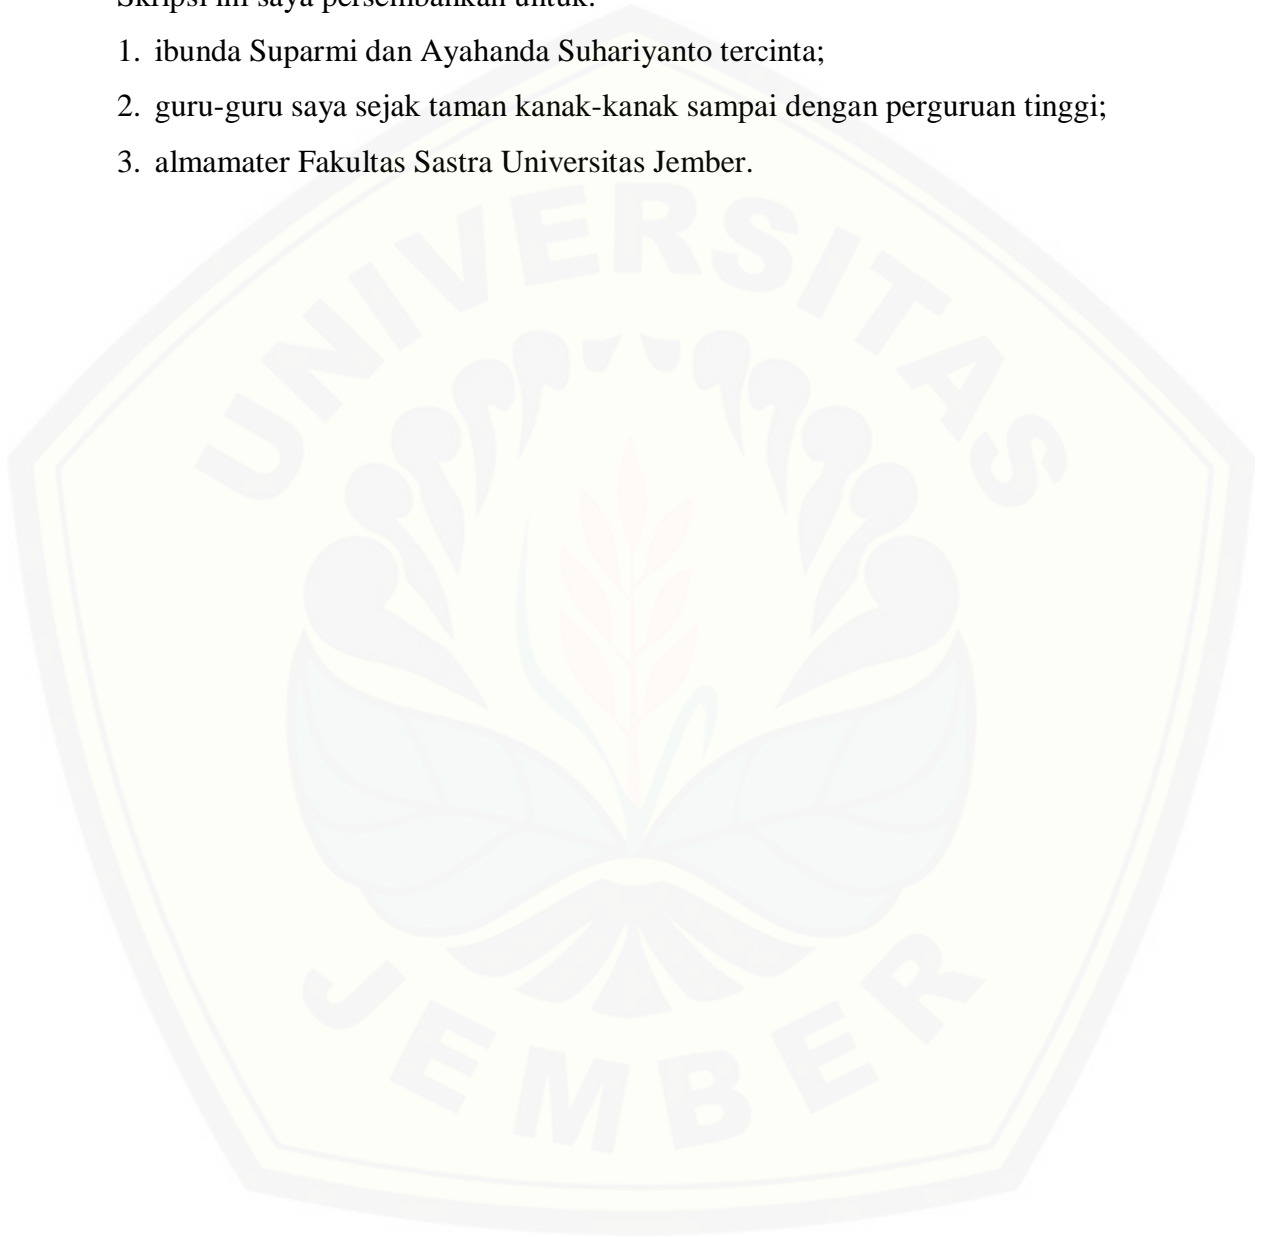 Skripsi ini saya persembahkan untuk:
1. ibunda Suparmi dan Ayahanda Suhariyanto tercinta;
2. guru-guru saya sejak taman kanak-kanak sampai dengan perguruan tinggi;
3. almamater Fakultas Sastra Universitas Jember.
UNIVERSITAS
JEMBER